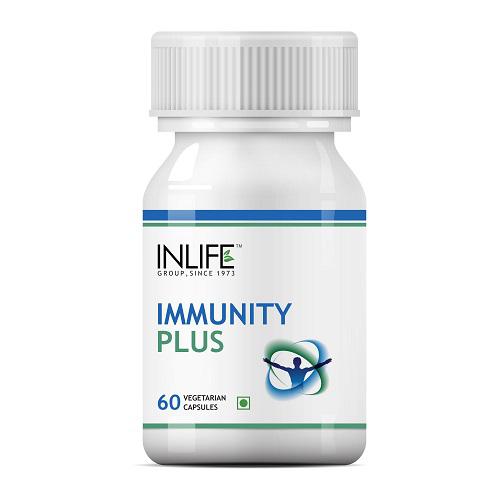 INLIFE™
GROUP, SINCE 1973
IMMUNITY
PLUS
60 VEGETARIAN
CAPSULES